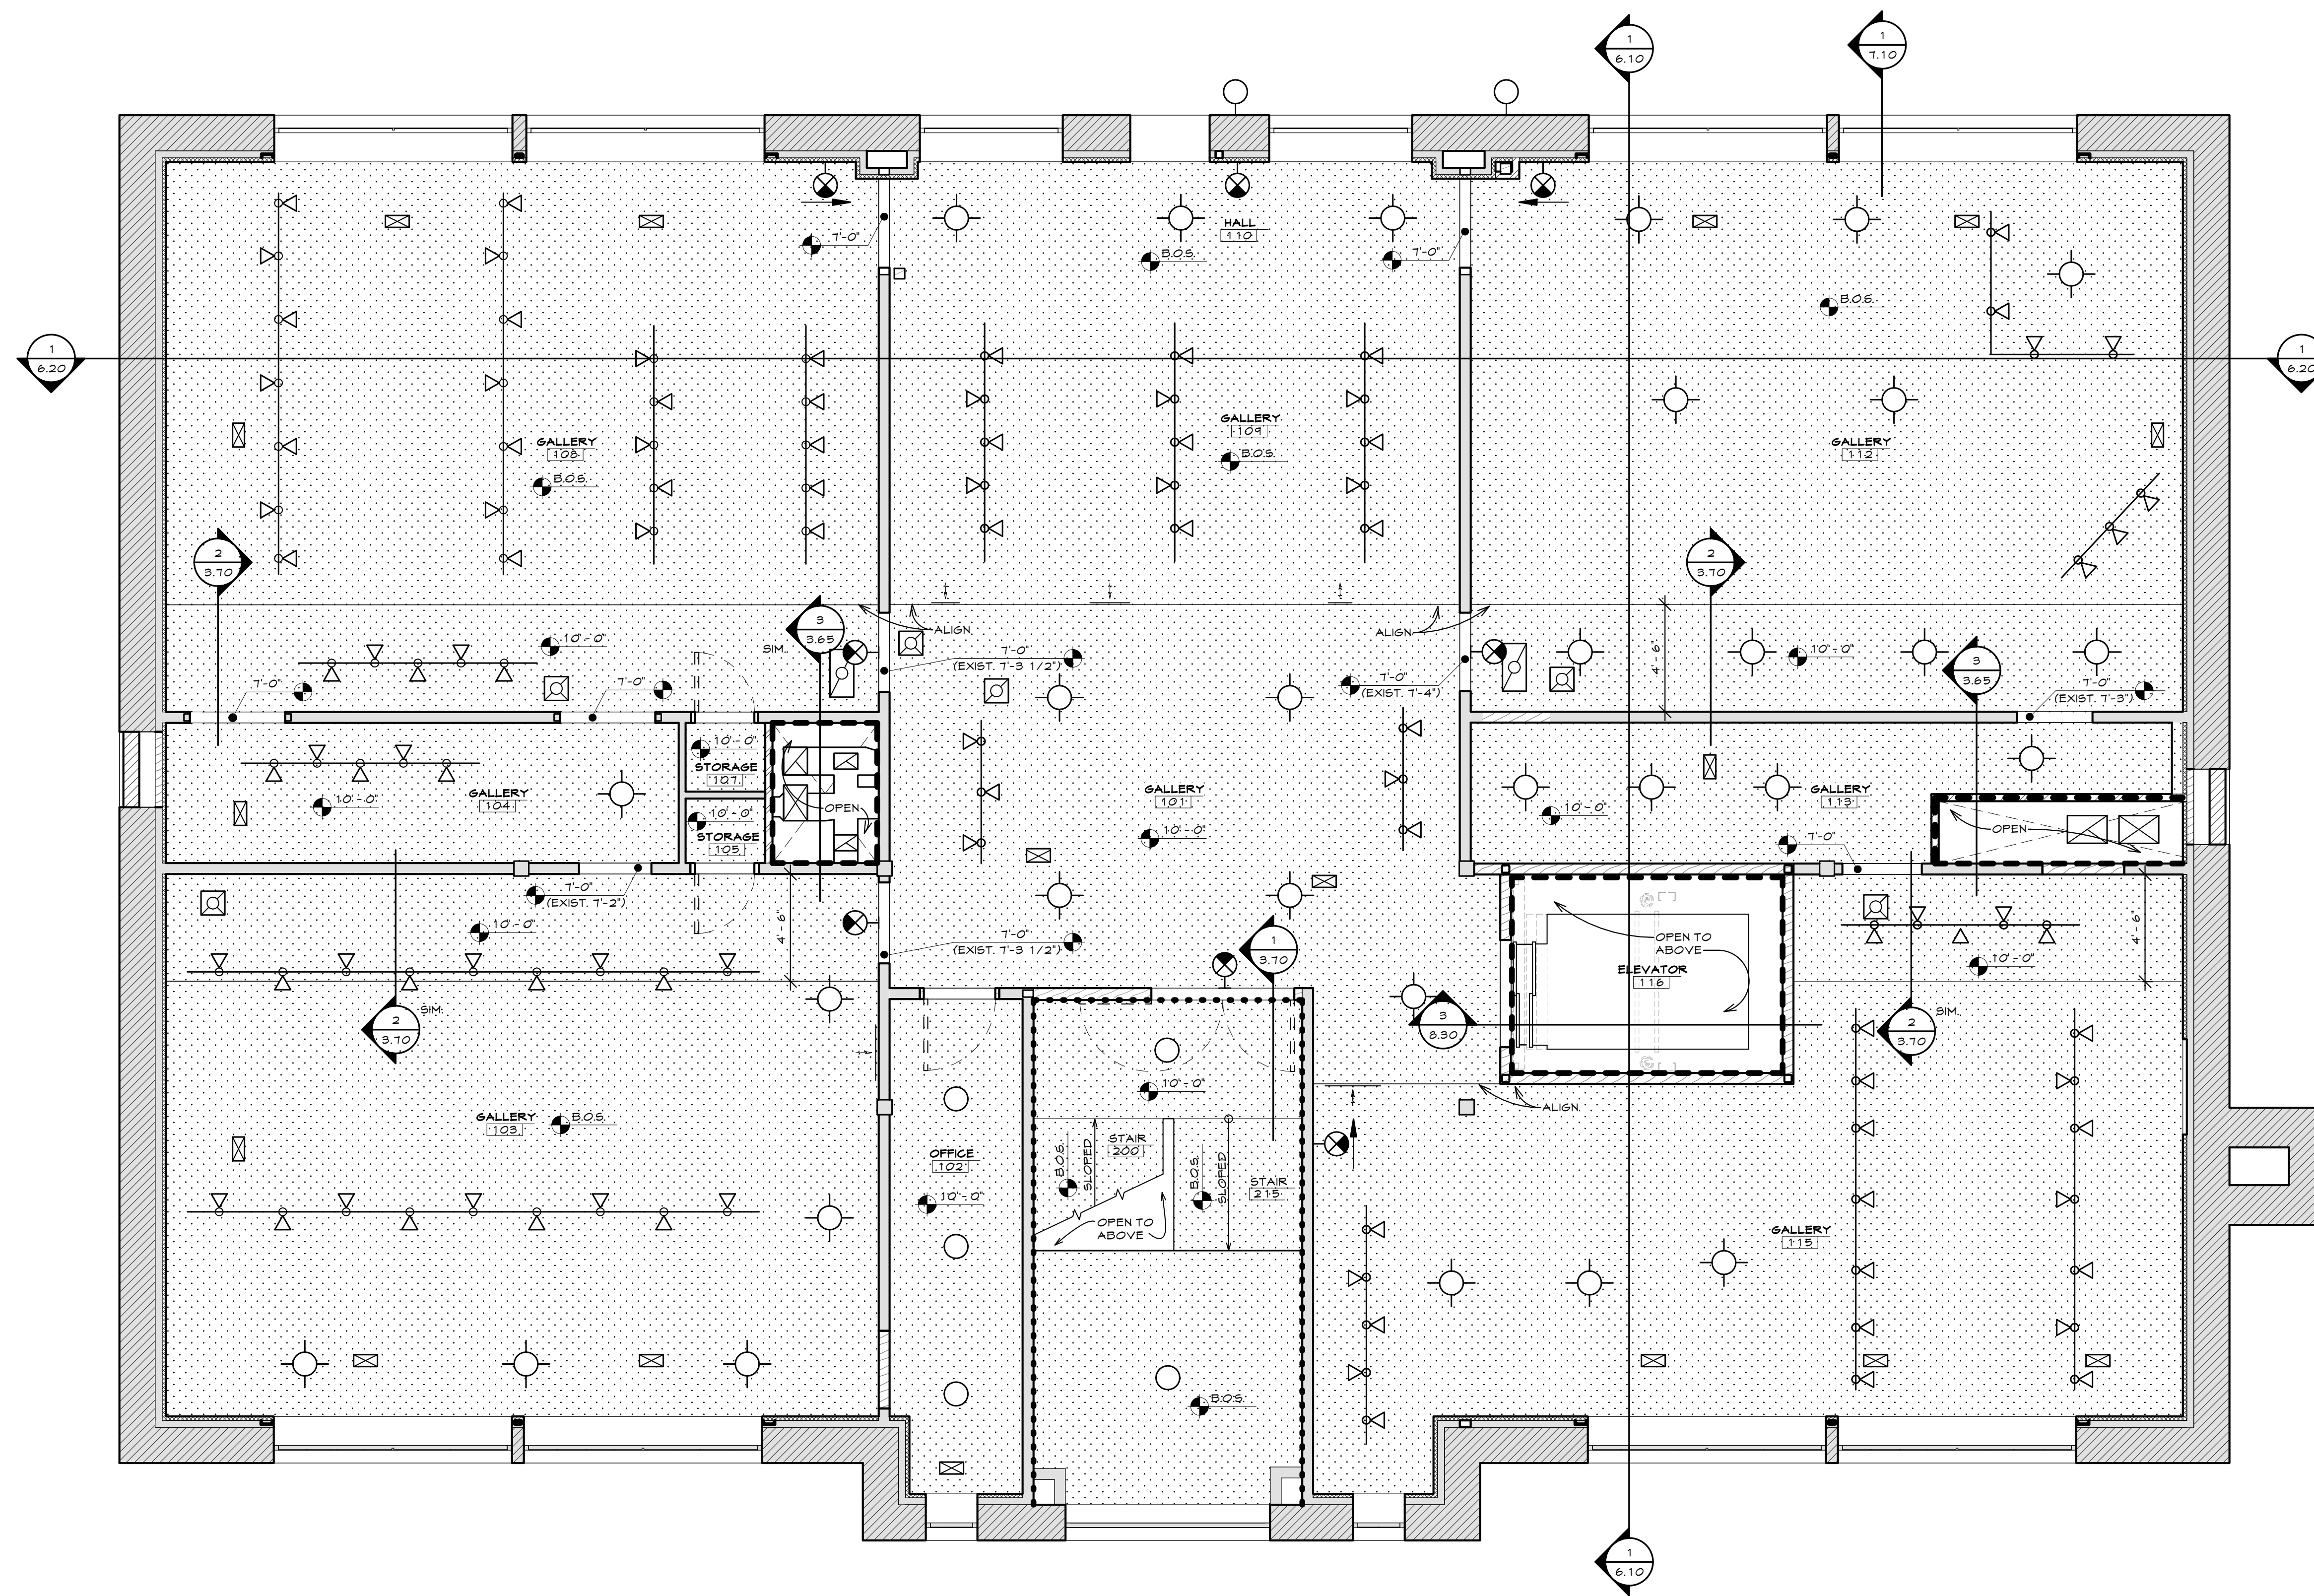 1
6.10
1
7.10
HALL
110
7'-0"
B.O.S.
7'-0"
B.O.S.
1
6.20
1
6.20
GALLERY
108
B.O.S.
GALLERY
109
B.O.S.
GALLERY
112
2
3.70
2
3.70
3
3.65
SIM.
10'-0"
ALIGN
ALIGN
7'-0"
(EXIST. 7'-3 1/2")
7'-0"
(EXIST. 7'-4")
10'-0"
4'-6"
3
3.65
7'-0"
(EXIST. 7'-3")
7'-0"
7'-0"
10'-0"
STORAGE
107
GALLERY
104
10'-0"
OPEN
10'-0"
STORAGE
105
GALLERY
101
10'-0"
GALLERY
113
10'-0"
OPEN
7'-0"
7'-0"
(EXIST. 7'-2")
10'-0"
4'-6"
7'-0"
(EXIST. 7'-3 1/2")
1
3.70
OPEN TO
ABOVE
ELEVATOR
116
10'-0"
4'-6"
2
3.70
SIM.
3
8.30
2
3.70
SIM.
GALLERY
103
B.O.S.
10'-0"
ALIGN
OFFICE
102
10'-0"
STAIR
200
B.O.S.
SLOPED
B.O.S.
SLOPED
STAIR
215
OPEN TO
ABOVE
GALLERY
115
B.O.S.
1
6.10